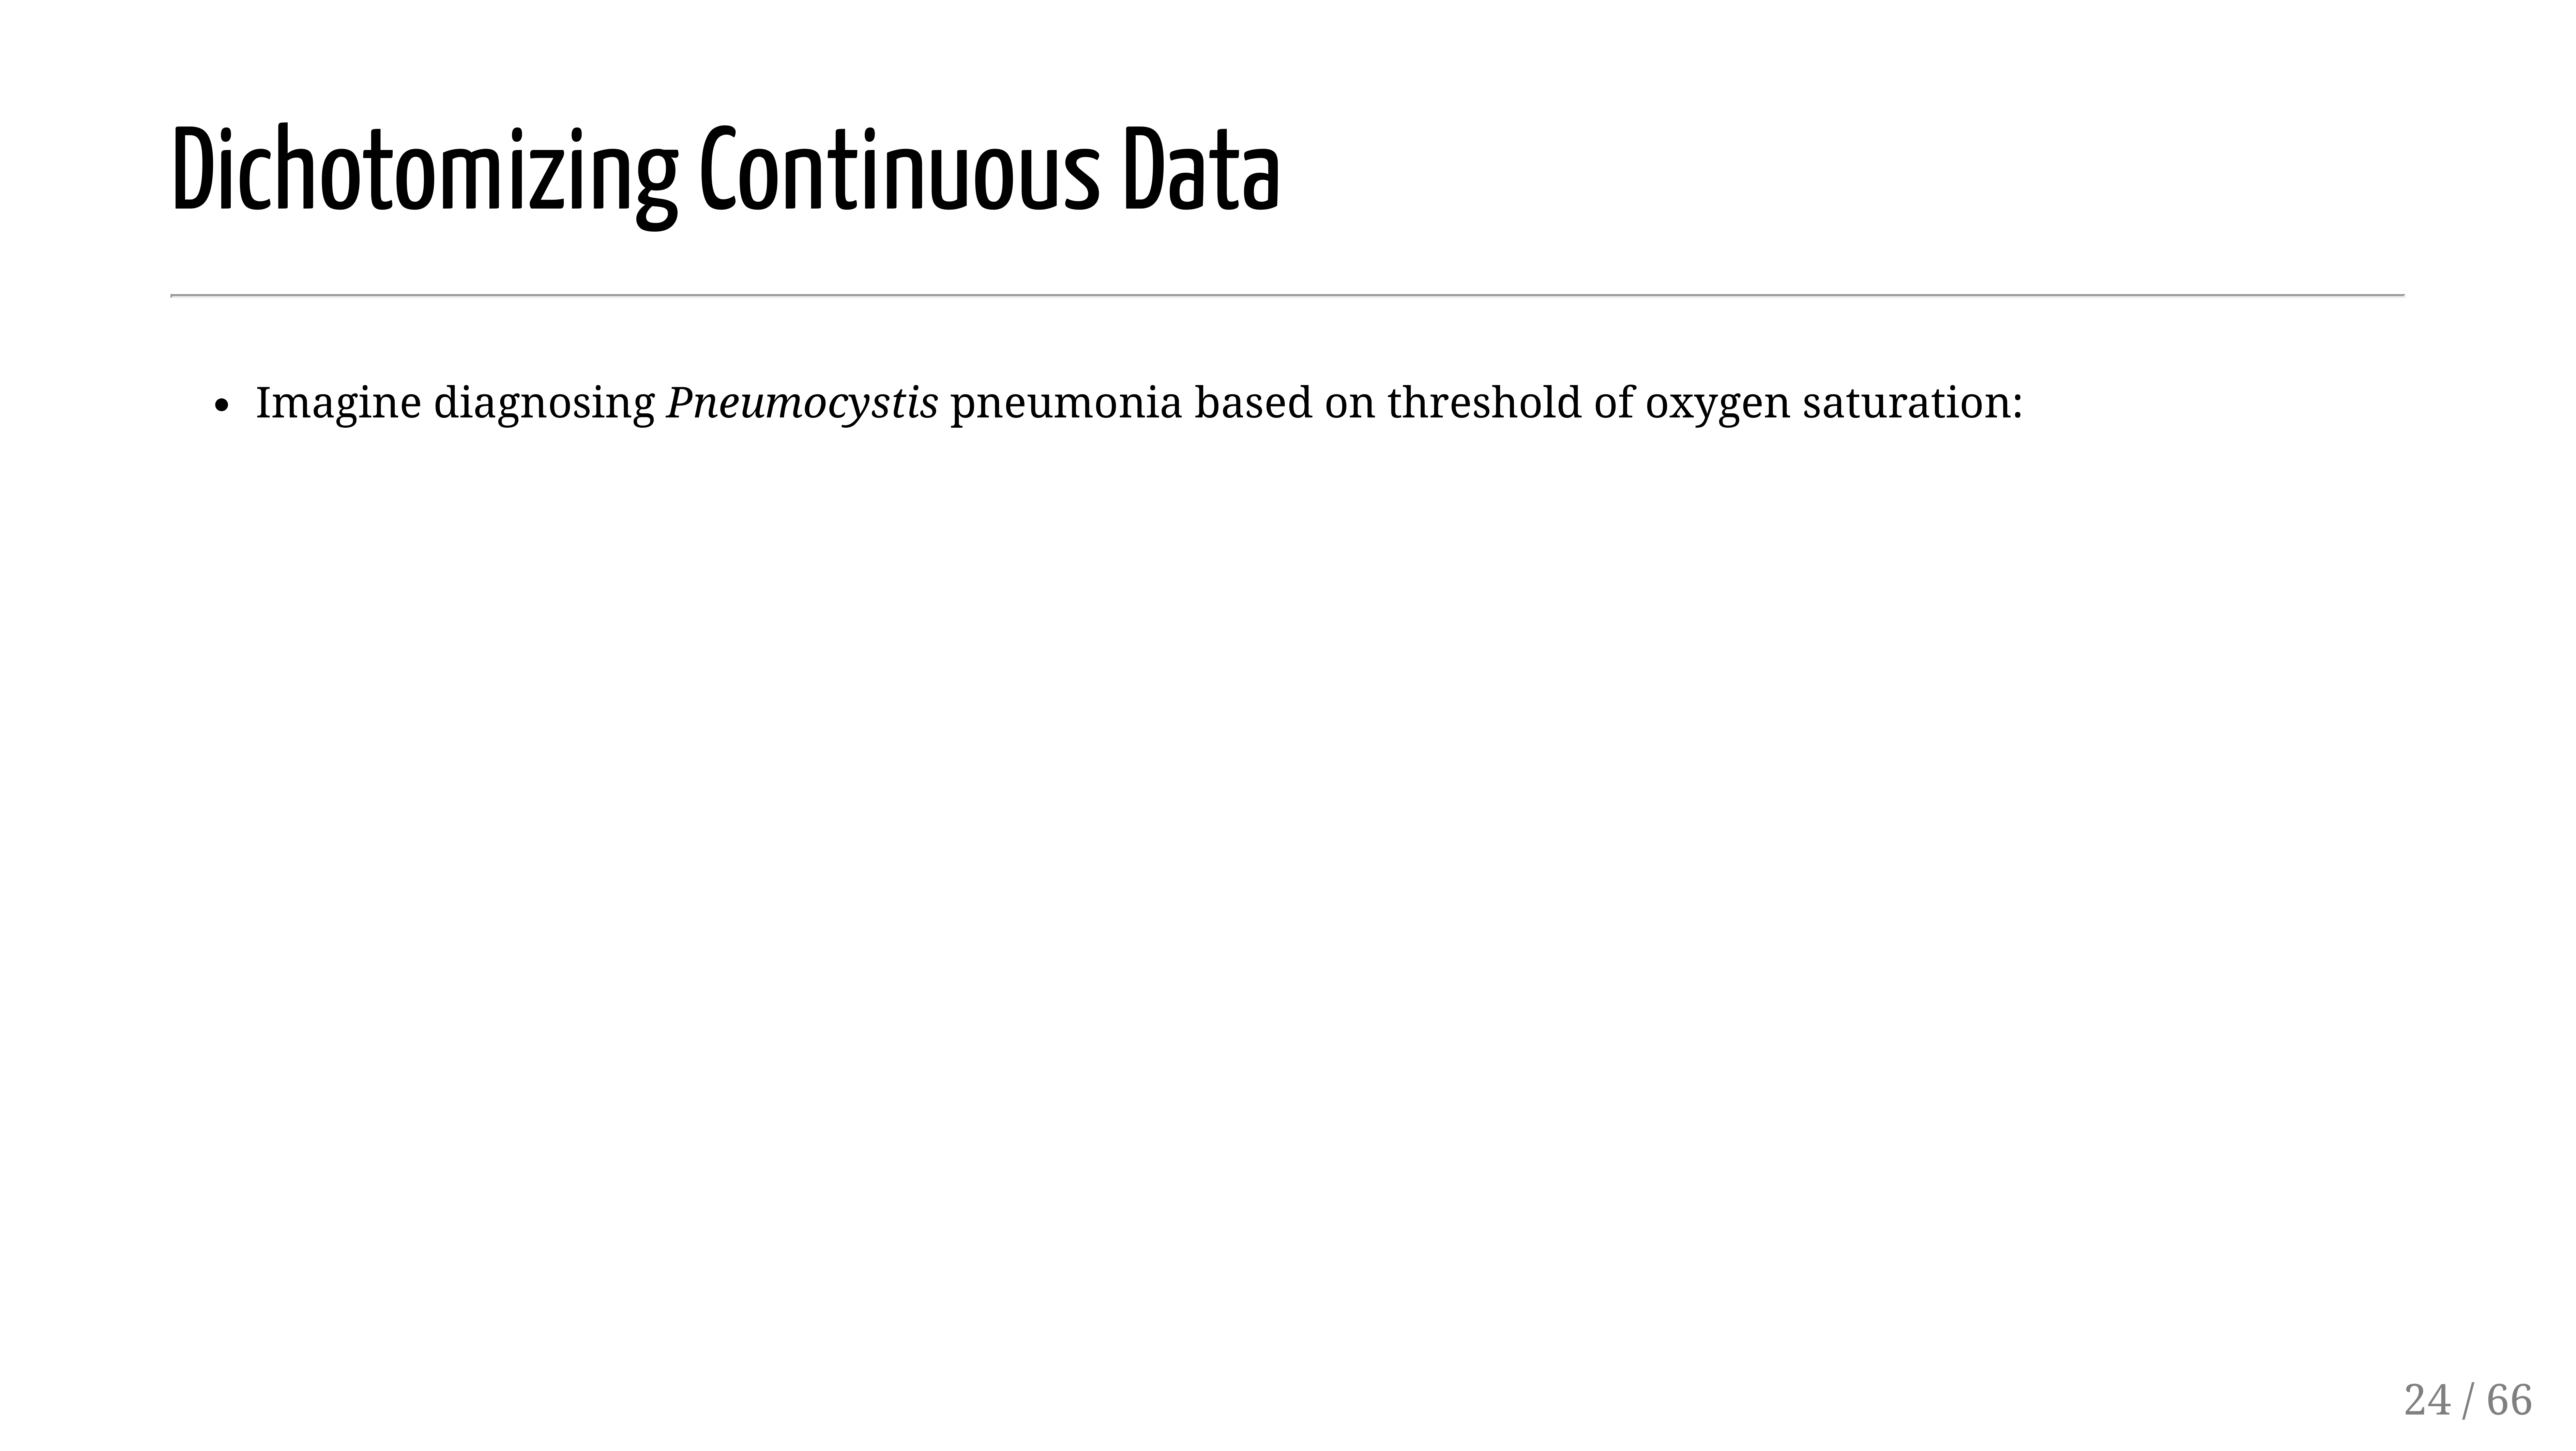 Dichotomizing Continuous Data
• Imagine diagnosing Pneumocystis pneumonia based on threshold of oxygen saturation:
24 / 66